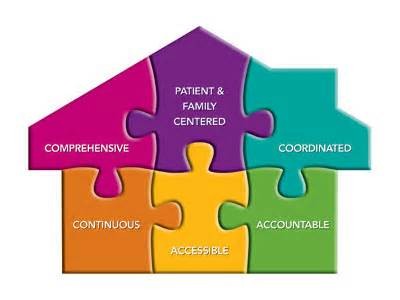 PATIENT &
FAMILY
CENTERED
COMPREHENSIVE
COORDINATED
CONTINUOUS
ACCESSIBLE
ACCOUNTABLE